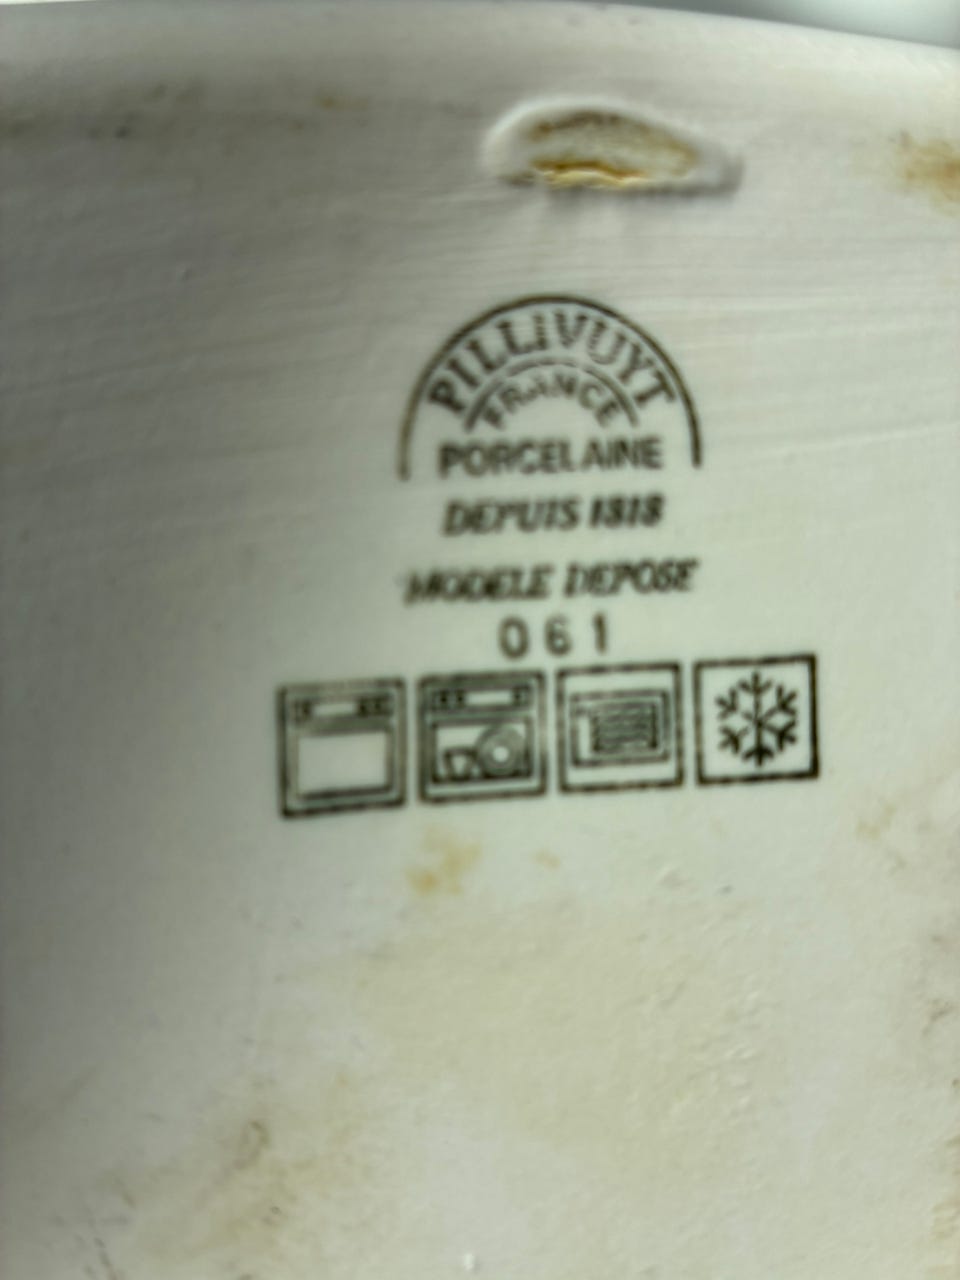 PILLIVUYT
FRANCE
PORCELAINE
DEPUIS 1818
MODELE DEPOSE
061